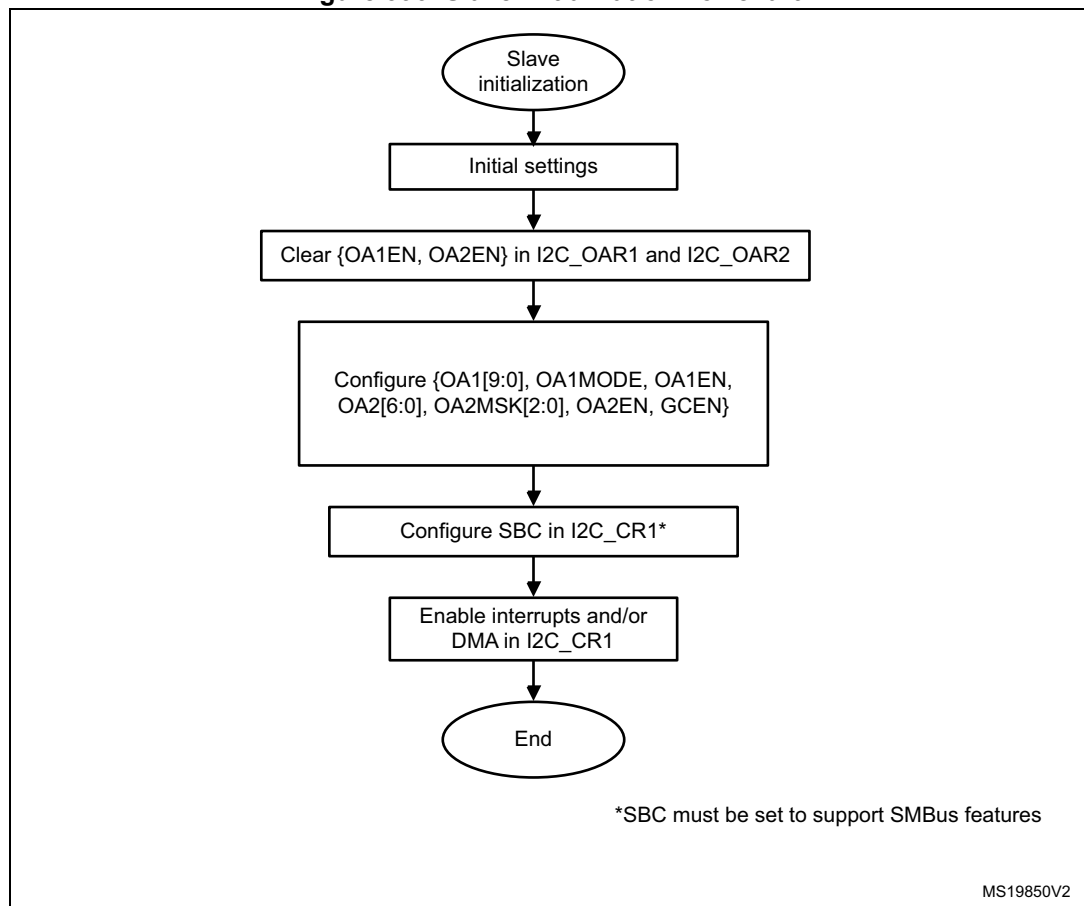 Slave
initialization
Initial settings
Clear {OA1EN, OA2EN} in I2C_OAR1 and I2C_OAR2
Configure {OA1[9:0], OA1MODE, OA1EN,
OA2[6:0], OA2MSK[2:0], OA2EN, GCEN}
Configure SBC in I2C_CR1*
Enable interrupts and/or
DMA in I2C_CR1
End
*SBC must be set to support SMBus features
MS19850V2